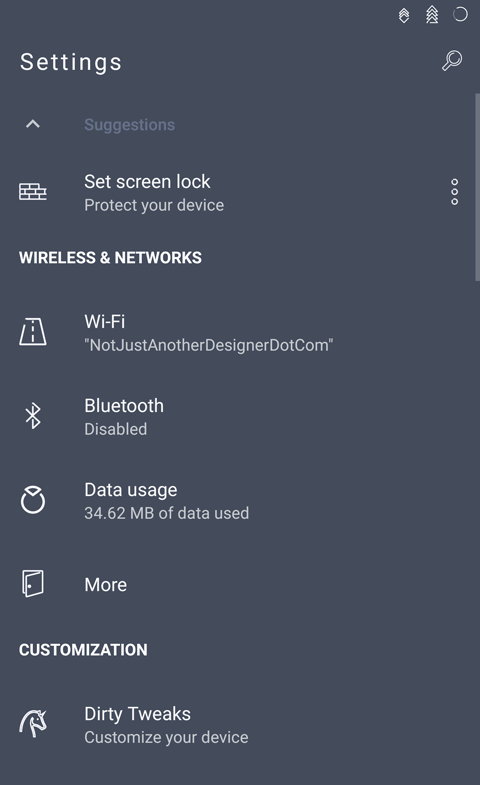 Settings
Suggestions
Set screen lock
Protect your device
WIRELESS & NETWORKS
Wi-Fi
"NotJustAnotherDesignerDotCom"
Bluetooth
Disabled
Data usage
34.62 MB of data used
More
CUSTOMIZATION
Dirty Tweaks
Customize your device